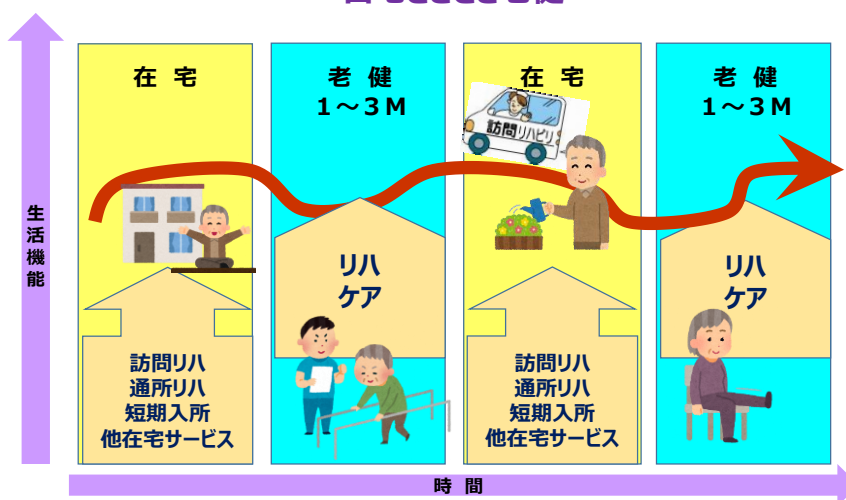 在 宅
老 健
1～3M
在 宅
老 健
1～3M
訪問リハビリ
生活機能
リハ
ケア
リハ
ケア
訪問リハ
通所リハ
短期入所
他在宅サービス
訪問リハ
通所リハ
短期入所
他在宅サービス
時 間